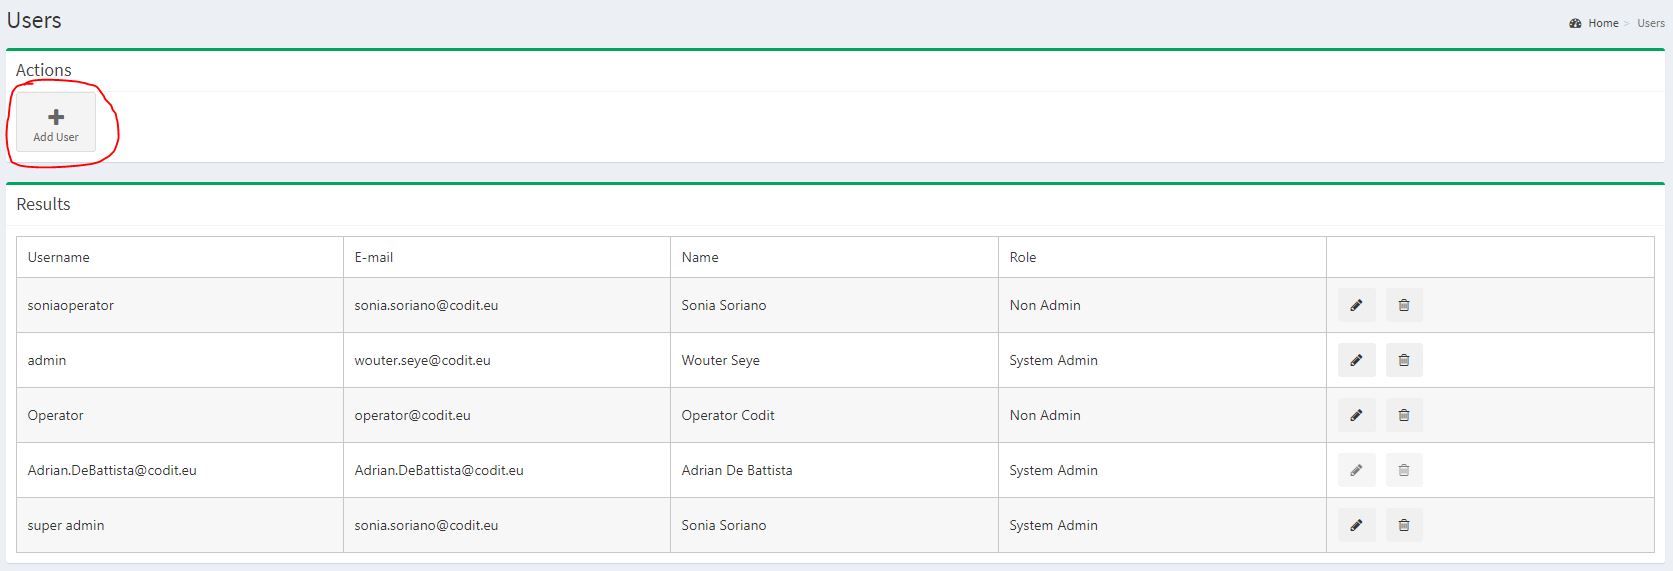 Users
Home > Users
Actions
Add User
Results
Username E-mail Name Role
soniaoperator sonia.soriano@codit.eu Sonia Soriano Non Admin
admin wouter.seye@codit.eu Wouter Seye System Admin
Operator operator@codit.eu Operator Codit Non Admin
Adrian.DeBattista@codit.eu Adrian.DeBattista@codit.eu Adrian De Battista System Admin
super admin sonia.soriano@codit.eu Sonia Soriano System Admin